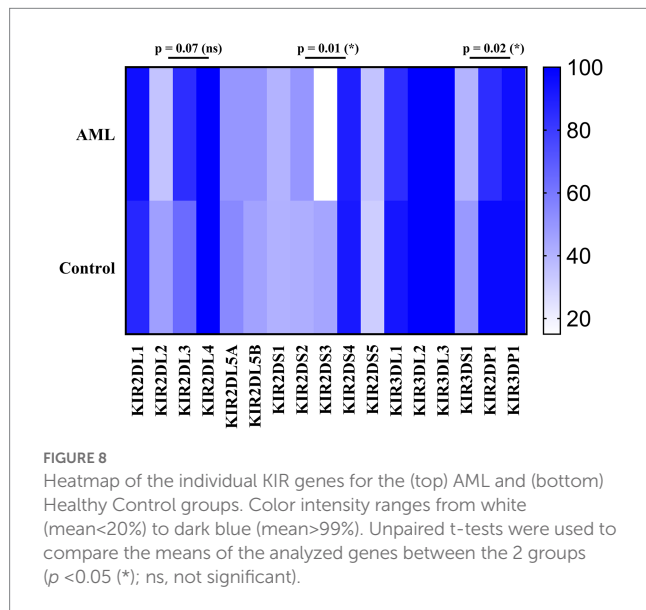 p = 0.07 (ns) p = 0.01 (*) p = 0.02 (*)
AML
Control
100
80
60
40
20
KIR2DL1
KIR2DL2
KIR2DL3
KIR2DL4
KIR2DL5A
KIR2DL5B
KIR2DS1
KIR2DS2
KIR2DS3
KIR2DS4
KIR2DS5
KIR3DL1
KIR3DL2
KIR3DL3
KIR3DS1
KIR2DP1
KIR3DP1
FIGURE 8
Heatmap of the individual KIR genes for the (top) AML and (bottom)
Healthy Control groups. Color intensity ranges from white
(mean<20%) to dark blue (mean>99%). Unpaired t-tests were used to
compare the means of the analyzed genes between the 2 groups
(p <0.05 (*); ns, not significant).